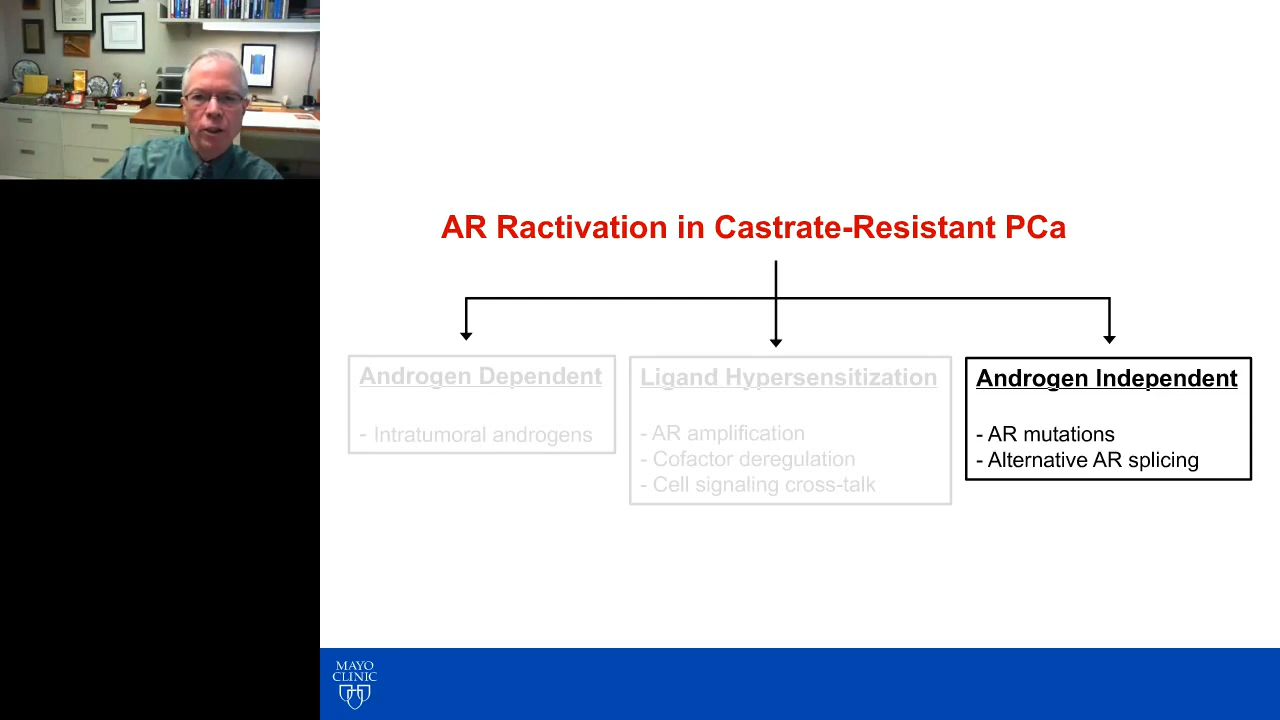 AR Ractivation in Castrate-Resistant PCa
Androgen Dependent
- Intratumoral androgens
Ligand Hypersensitization
- AR amplification
- Cofactor deregulation
- Cell signaling cross-talk
Androgen Independent
- AR mutations
- Alternative AR splicing
MAYO
CLINIC